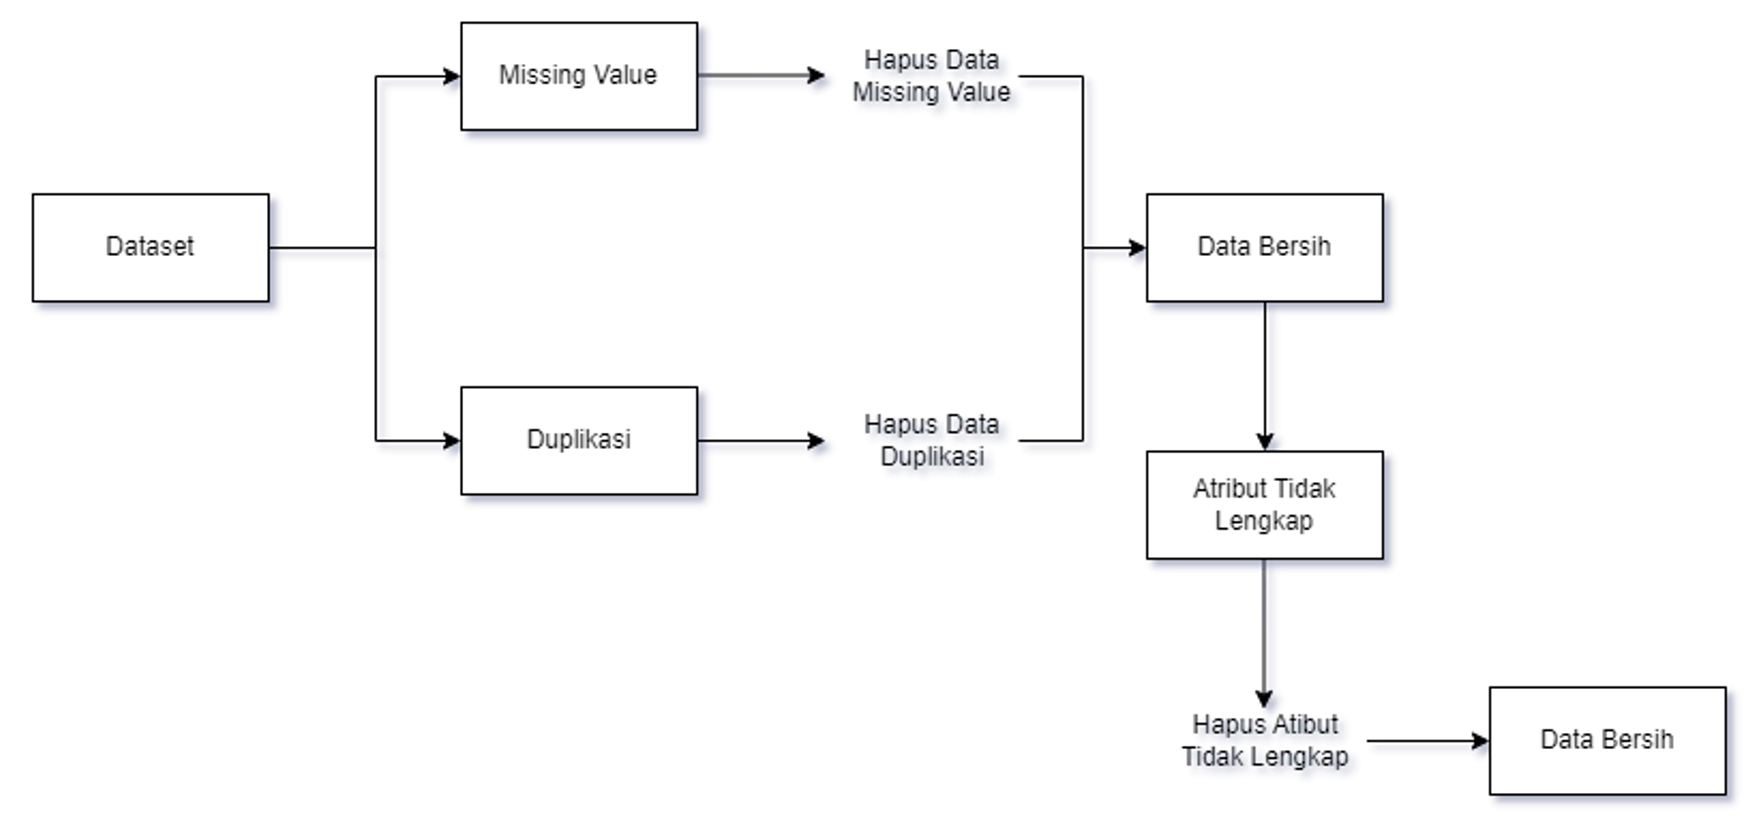 Missing Value
Hapus Data
Missing Value
Dataset
Data Bersih
Duplikasi
Hapus Data
Duplikasi
Atribut Tidak
Lengkap
Hapus Atibut
Tidak Lengkap
Data Bersih